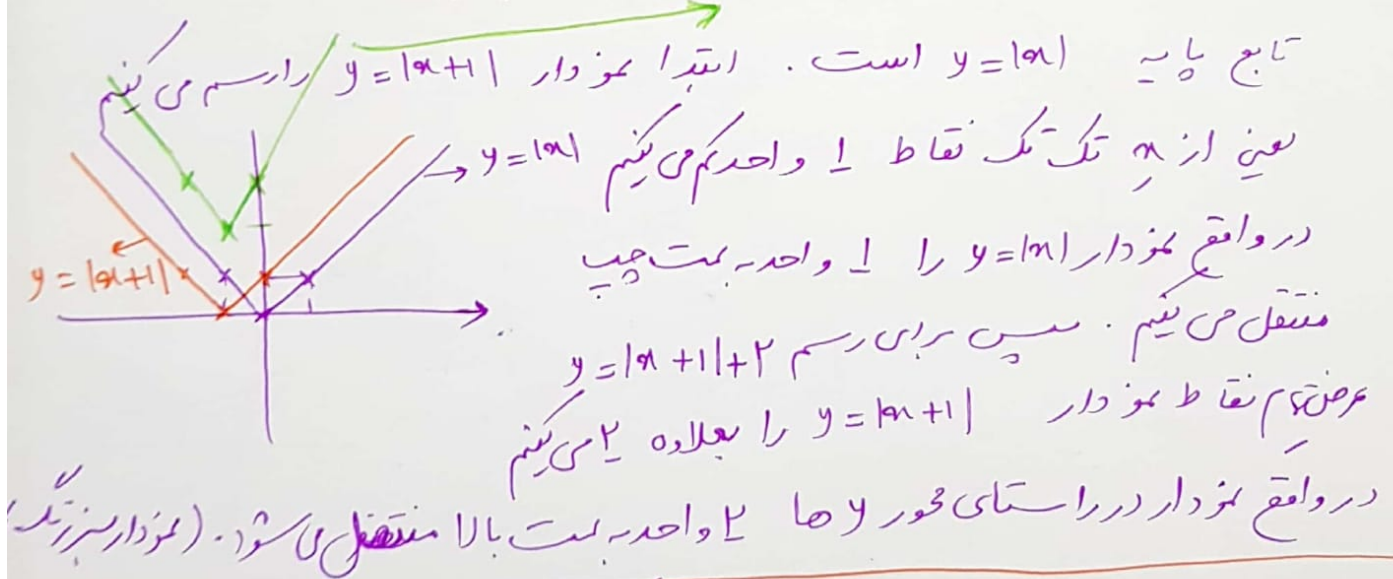 تابع پایه y=|x| است. ابتدا نمودار y=|x+1| را رسم می کنیم
یعنی از x تک تک نقاط 1 واحد کم می کنیم
y=|x|
در واقع نمودار y=|x| را 1 واحد به سمت چپ
y=|x+1|
منتقل می کنیم. سپس برای رسم y=|x+1|+2
عرض تمام نقاط نمودار y=|x+1| را بعلاوه 2 می کنیم
در واقع نمودار در راستای محور y ها 2 واحد به سمت بالا منتقل می شود. (نمودار سبز رنگ)